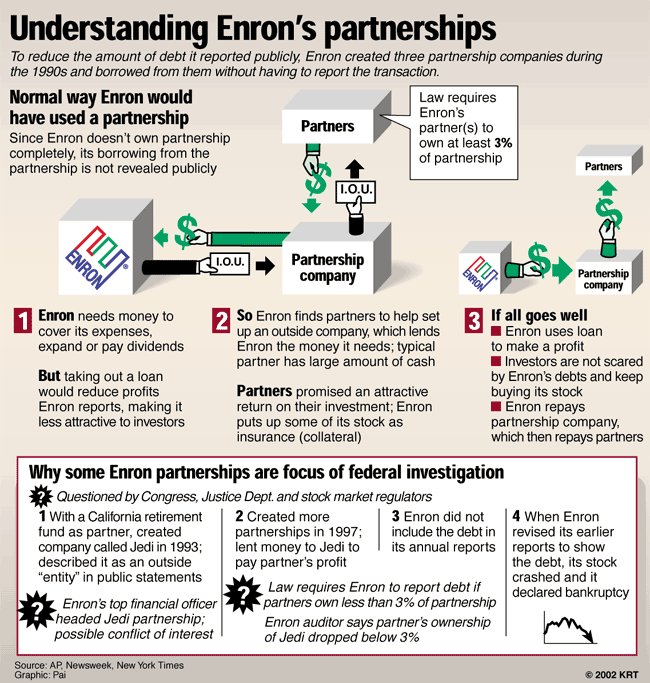 Understanding Enron's partnerships
To reduce the amount of debt it reported publicly, Enron created three partnership companies during
the 1990s and borrowed from them without having to report the transaction.
Normal way Enron would
have used a partnership
Since Enron doesn't own partnership
completely, its borrowing from the
partnership is not revealed publicly
Partners
Law requires
Enron's
partner(s) to
own at least 3%
of partnership
$
I.O.U.
$
ENRON®
I.O.U.
Partnership
company
Partners
$
ENRON
$
Partnership
company
1 Enron needs money to
cover its expenses,
expand or pay dividends
But taking out a loan
would reduce profits
Enron reports, making it
less attractive to investors
2 So Enron finds partners to help set
up an outside company, which lends
Enron the money it needs; typical
partner has large amount of cash
Partners promised an attractive
return on their investment; Enron
puts up some of its stock as
insurance (collateral)
3 If all goes well
Enron uses loan
to make a profit
Investors are not scared
by Enron's debts and keep
buying its stock
Enron repays
partnership company,
which then repays partners
Why some Enron partnerships are focus of federal investigation
? Questioned by Congress, Justice Dept. and stock market regulators
1 With a California retirement
fund as partner, created
company called Jedi in 1993;
described it as an outside
"entity" in public statements
? Enron's top financial officer
headed Jedi partnership;
possible conflict of interest
2 Created more
partnerships in 1997;
lent money to Jedi to
pay partner's profit
3 Enron did not
include the debt in
its annual reports
? Law requires Enron to report debt if
partners own less than 3% of partnership
Enron auditor says partner's ownership
of Jedi dropped below 3%
4 When Enron
revised its earlier
reports to show
the debt, its stock
crashed and it
declared bankruptcy
Source: AP, Newsweek, New York Times
Graphic: Pai
© 2002 KRT